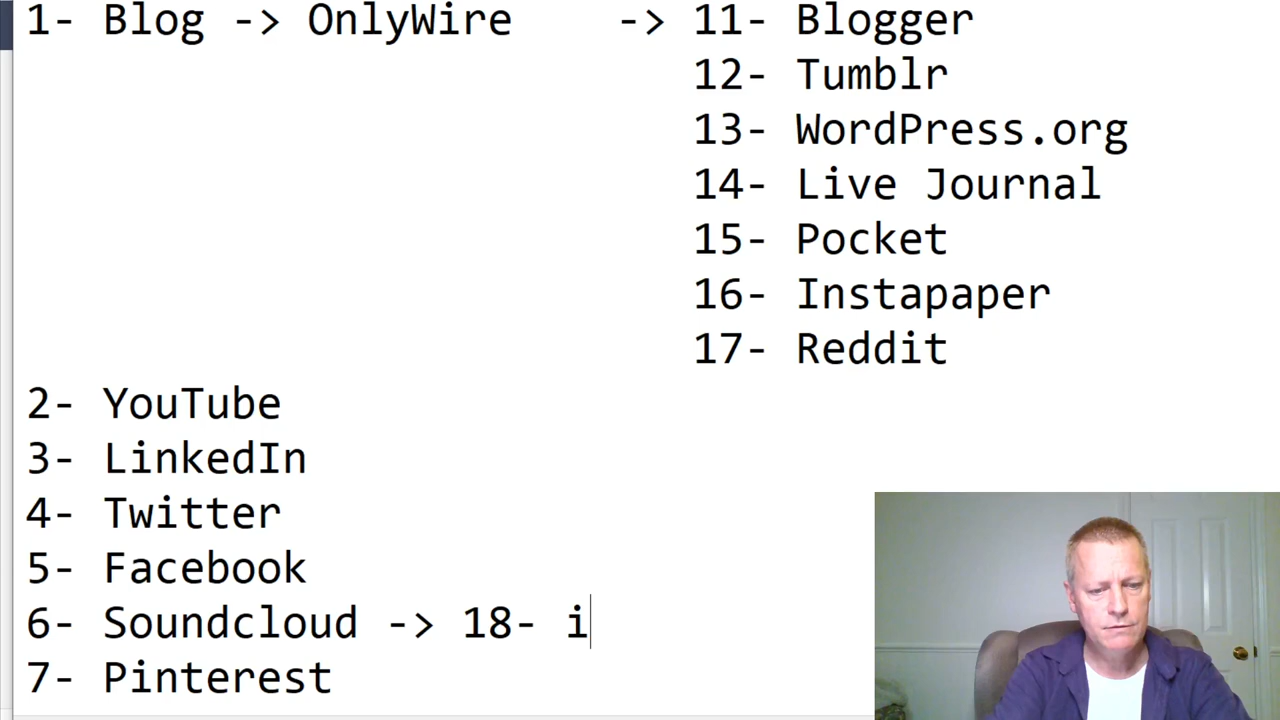 1- Blog -> OnlyWire -> 11- Blogger
12- Tumblr
13- WordPress.org
14- Live Journal
15- Pocket
16- Instapaper
17- Reddit
2- YouTube
3- LinkedIn
4- Twitter
5- Facebook
6- Soundcloud -> 18- i
7- Pinterest